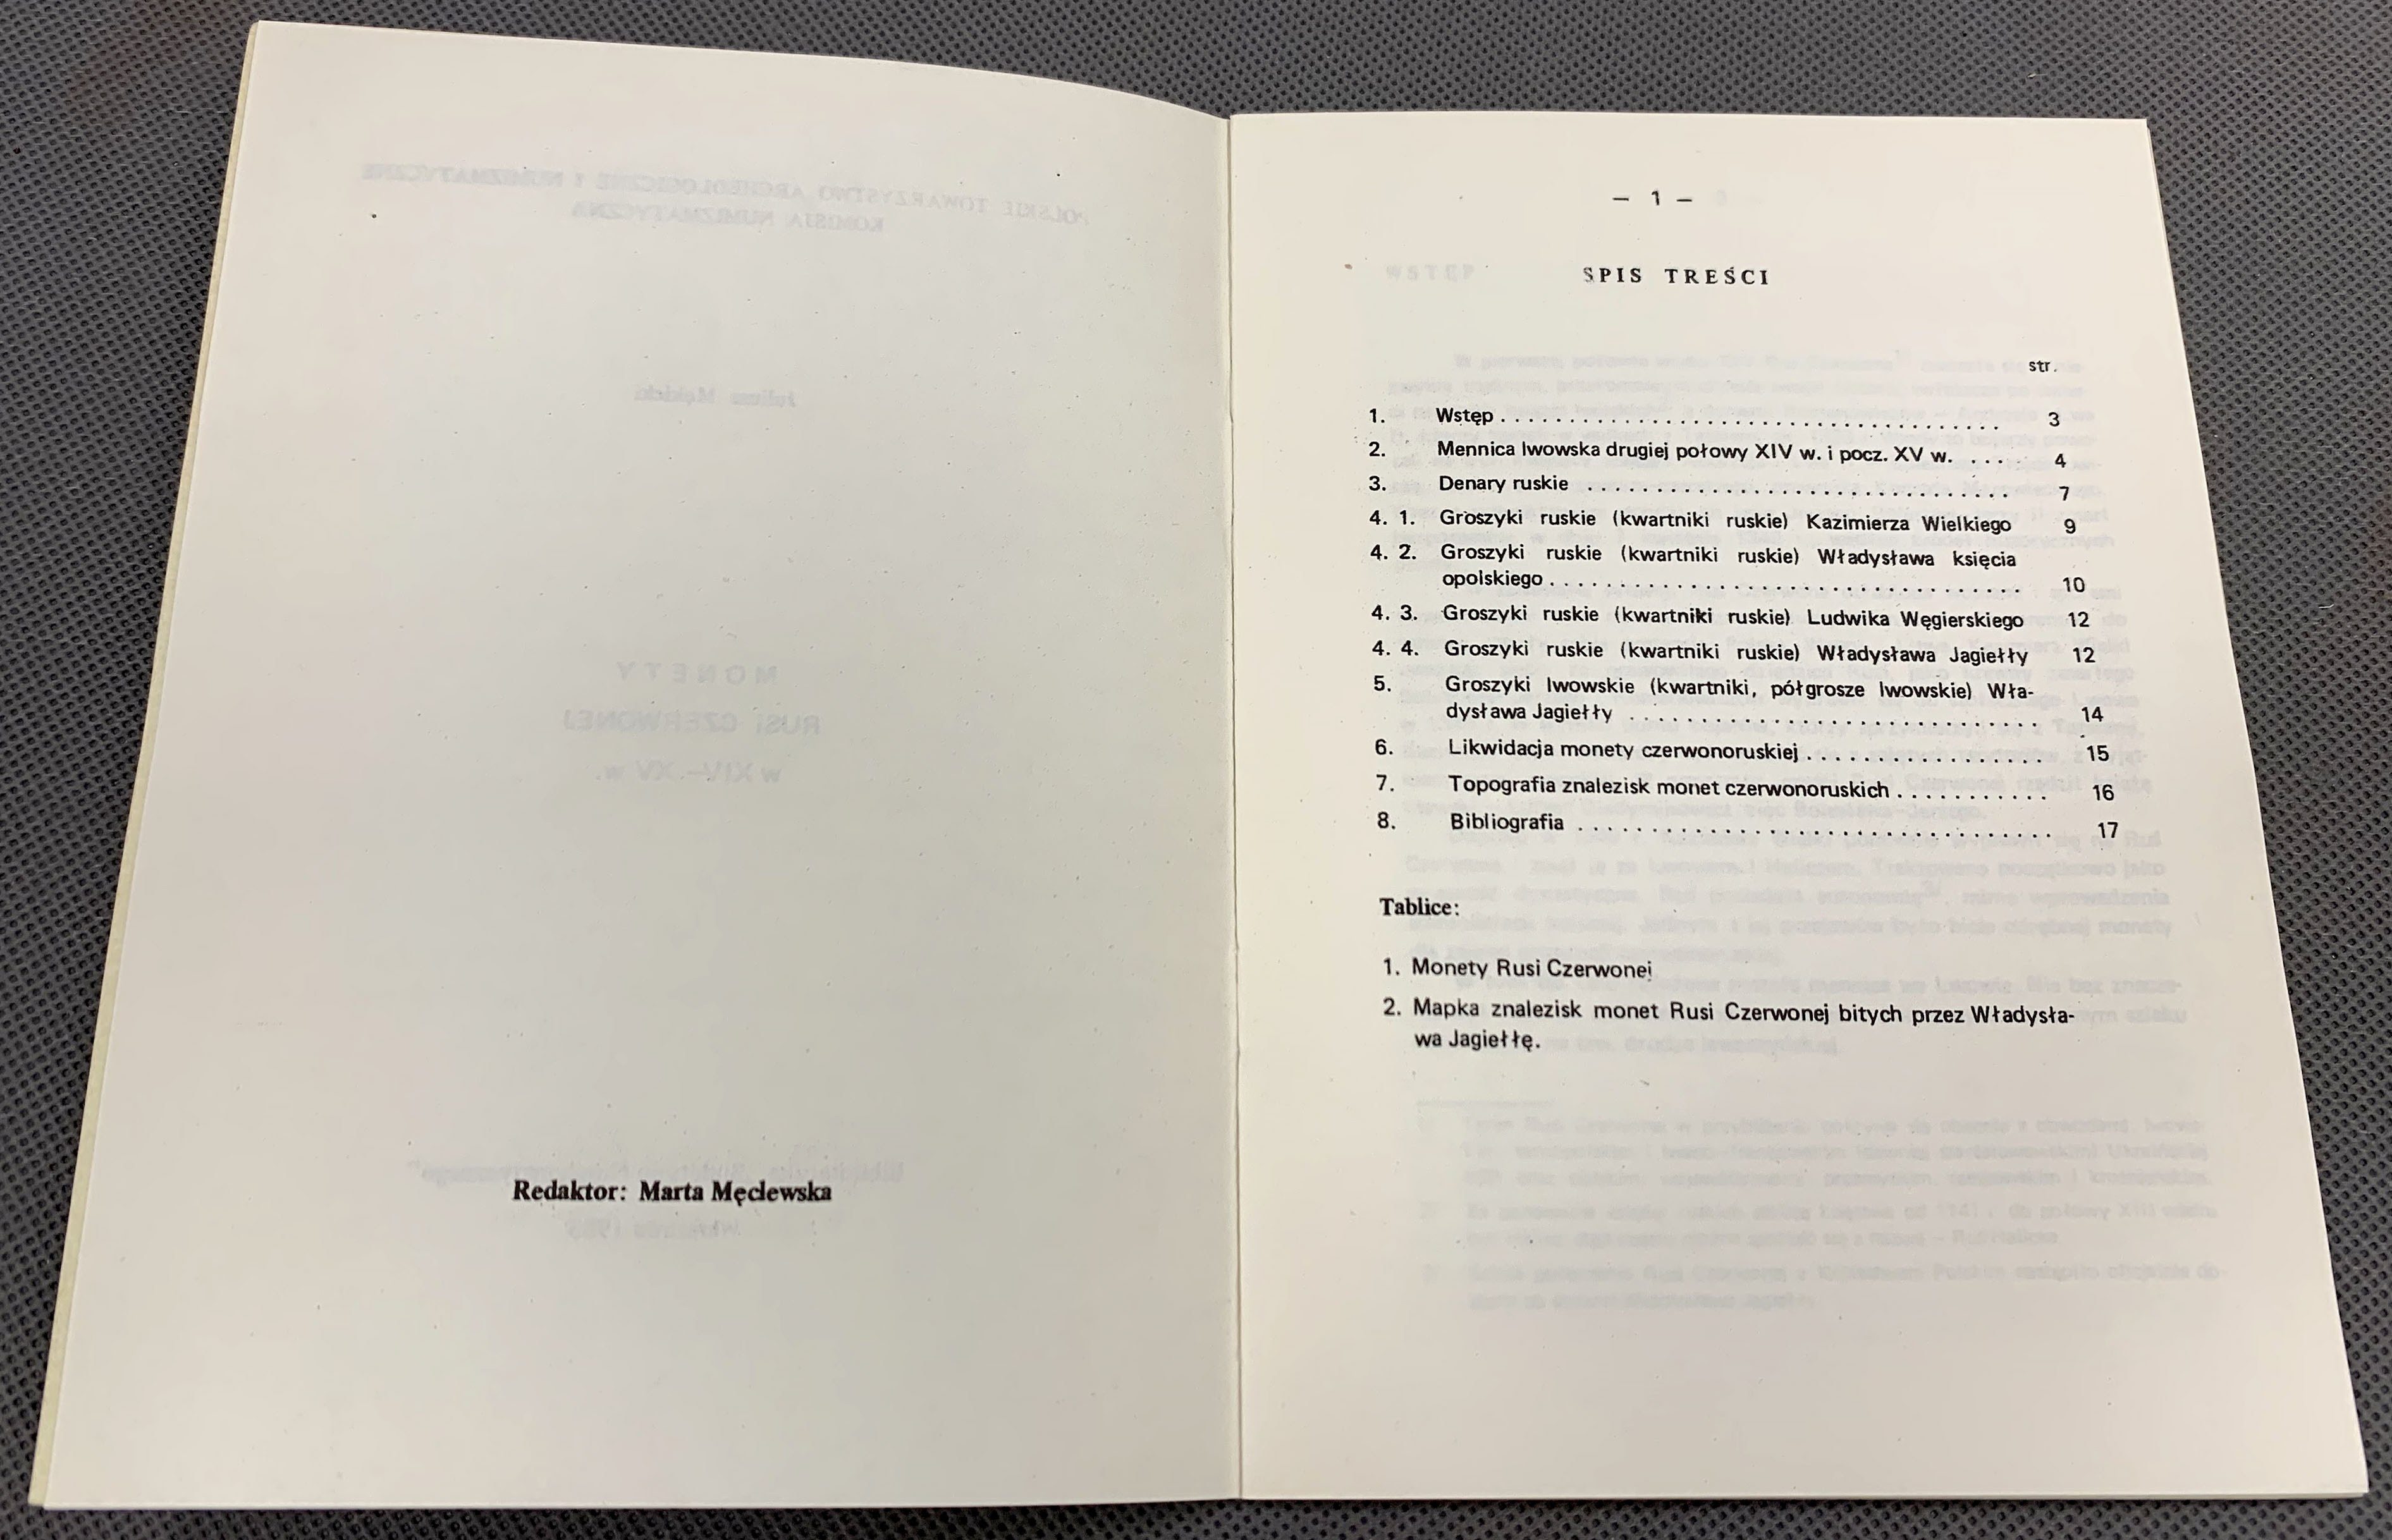 Redaktor: Marta Męclewska
— 1 —
SPIS TREŚCI
str.
1. Wstęp . . . . . . . . . . . . . . . . . . . . . . . . . . . . . . . . . . . 3
2. Mennica lwowska drugiej połowy XIV w. i pocz. XV w. . . . . 4
3. Denary ruskie . . . . . . . . . . . . . . . . . . . . . . . . . . . . . . 7
4. 1. Groszyki ruskie (kwartniki ruskie) Kazimierza Wielkiego 9
4. 2. Groszyki ruskie (kwartniki ruskie) Władysława księcia
opolskiego . . . . . . . . . . . . . . . . . . . . . . . . . . . . . . . . . 10
4. 3. Groszyki ruskie (kwartniki ruskie) Ludwika Węgierskiego 12
4. 4. Groszyki ruskie (kwartniki ruskie) Władysława Jagiełły 12
5. Groszyki lwowskie (kwartniki, półgrosze lwowskie) Wła-
dysława Jagiełły . . . . . . . . . . . . . . . . . . . . . . . . . . . . . 14
6. Likwidacja monety czerwonoruskiej . . . . . . . . . . . . . . . . . 15
7. Topografia znalezisk monet czerwonoruskich . . . . . . . . . . . 16
8. Bibliografia . . . . . . . . . . . . . . . . . . . . . . . . . . . . . . . . . 17
Tablice:
1. Monety Rusi Czerwonej
2. Mapka znalezisk monet Rusi Czerwonej bitych przez Władysła-
wa Jagiełłę.